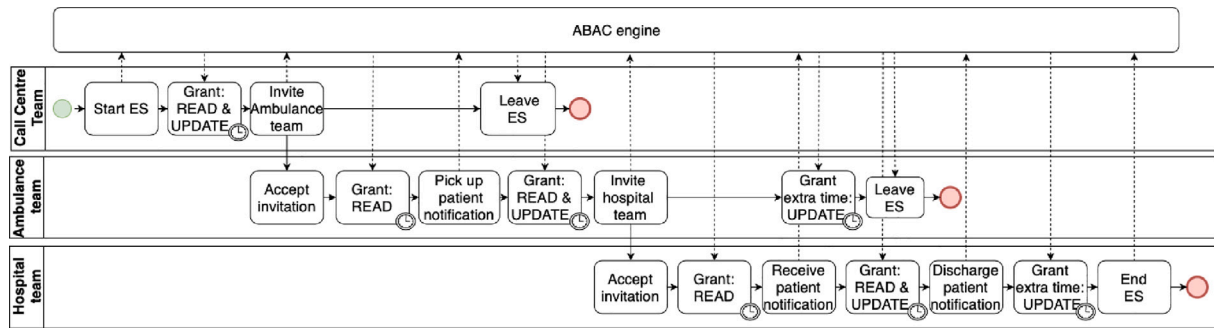 ABAC engine
Call Centre
Team
Start ES
Grant:
READ &
UPDATE
Invite
Ambulance
team
Leave
ES
Ambulance
team
Accept
invitation
Grant:
READ
Pick up
patient
notification
Grant:
READ &
UPDATE
Invite
hospital
team
Grant
extra time:
UPDATE
Leave
ES
Hospital
team
Accept
invitation
Grant:
READ
Receive
patient
notification
Grant:
READ &
UPDATE
Discharge
patient
notification
Grant
extra time:
UPDATE
End
ES